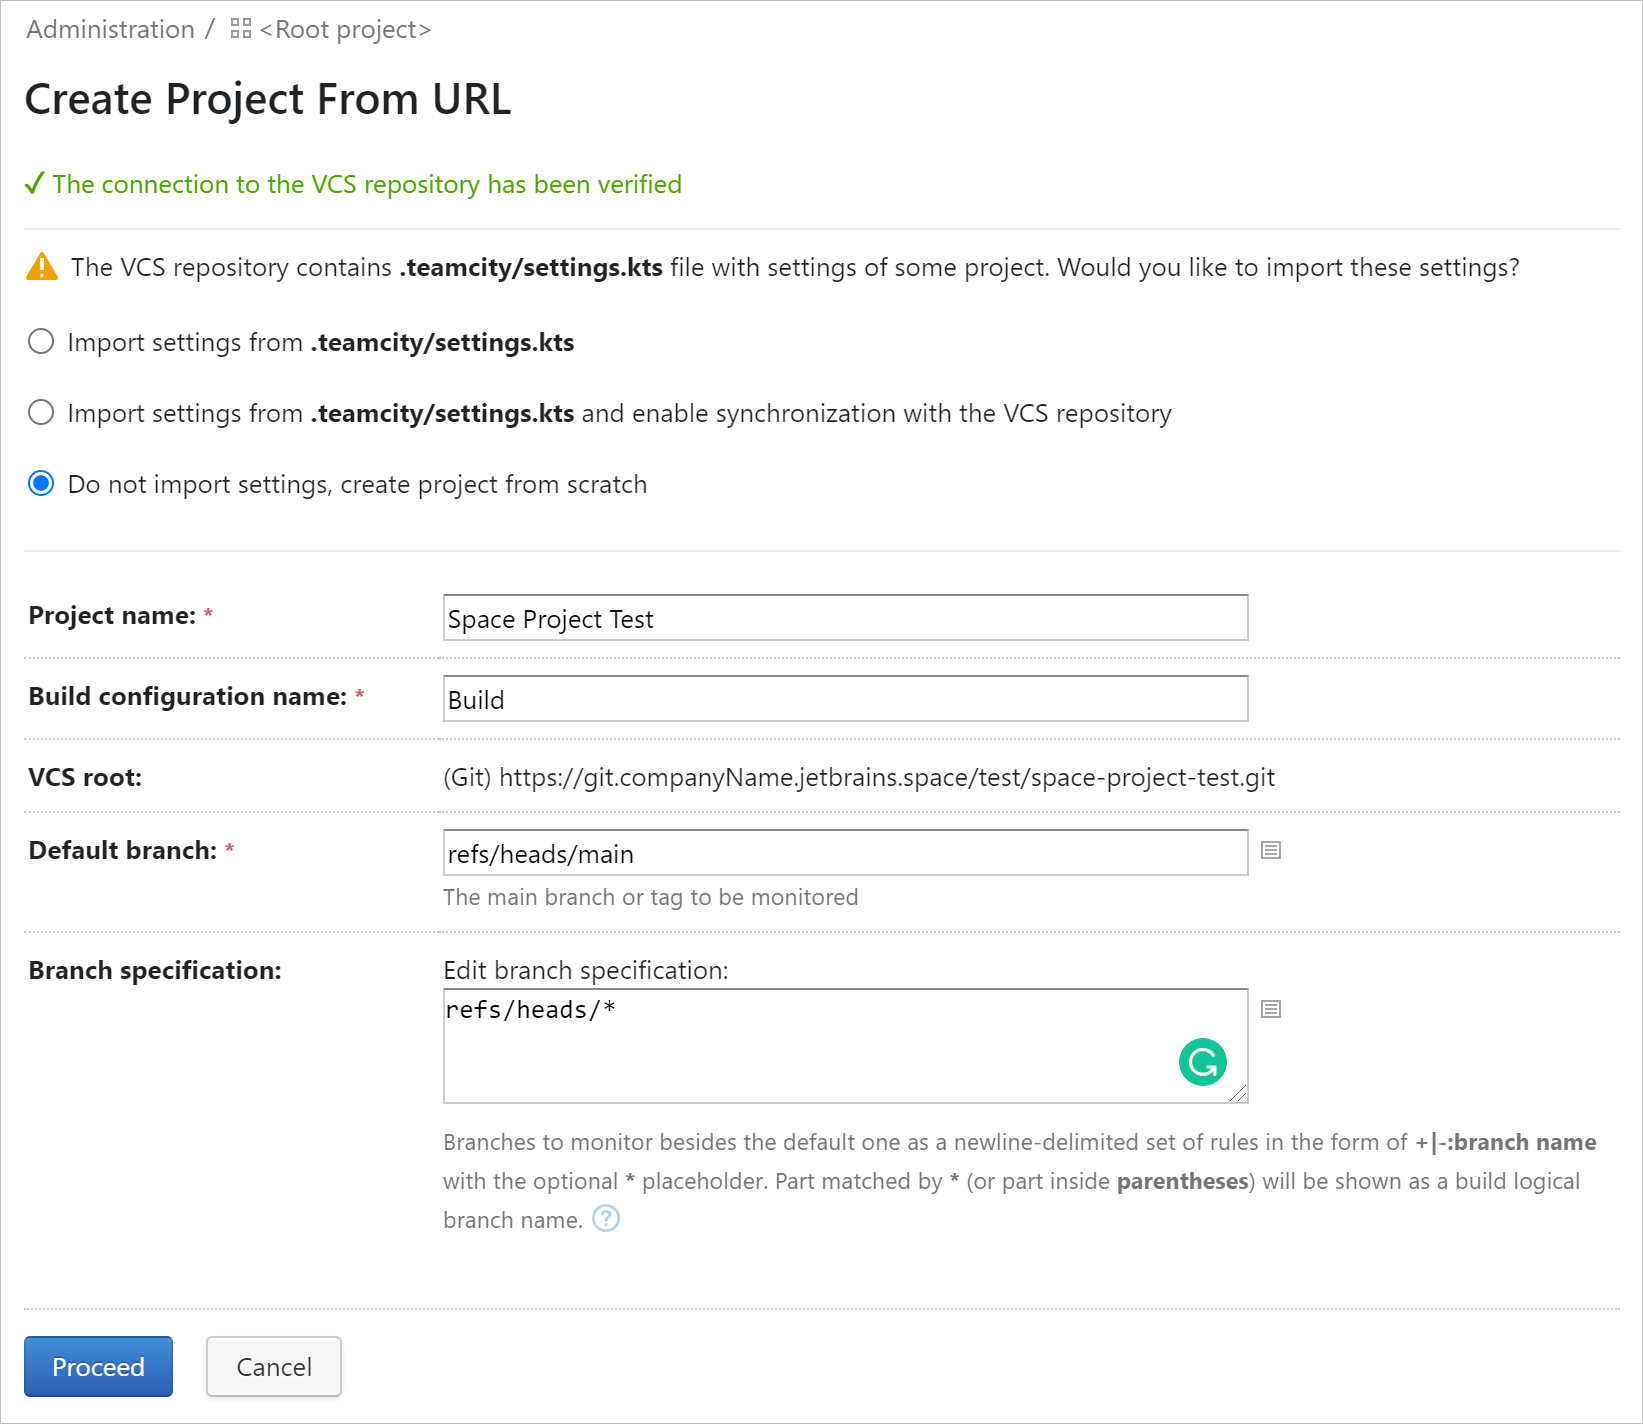 Administration / <Root project>
Create Project From URL
The connection to the VCS repository has been verified
The VCS repository contains .teamcity/settings.kts file with settings of some project. Would you like to import these settings?
Import settings from .teamcity/settings.kts
Import settings from .teamcity/settings.kts and enable synchronization with the VCS repository
Do not import settings, create project from scratch
Project name: * Space Project Test
Build configuration name: * Build
VCS root: (Git) https://git.companyName.jetbrains.space/test/space-project-test.git
Default branch: * refs/heads/main
The main branch or tag to be monitored
Branch specification: Edit branch specification:
refs/heads/*
Branches to monitor besides the default one as a newline-delimited set of rules in the form of +|-:branch name
with the optional * placeholder. Part matched by * (or part inside parentheses) will be shown as a build logical
branch name. ?
Proceed Cancel